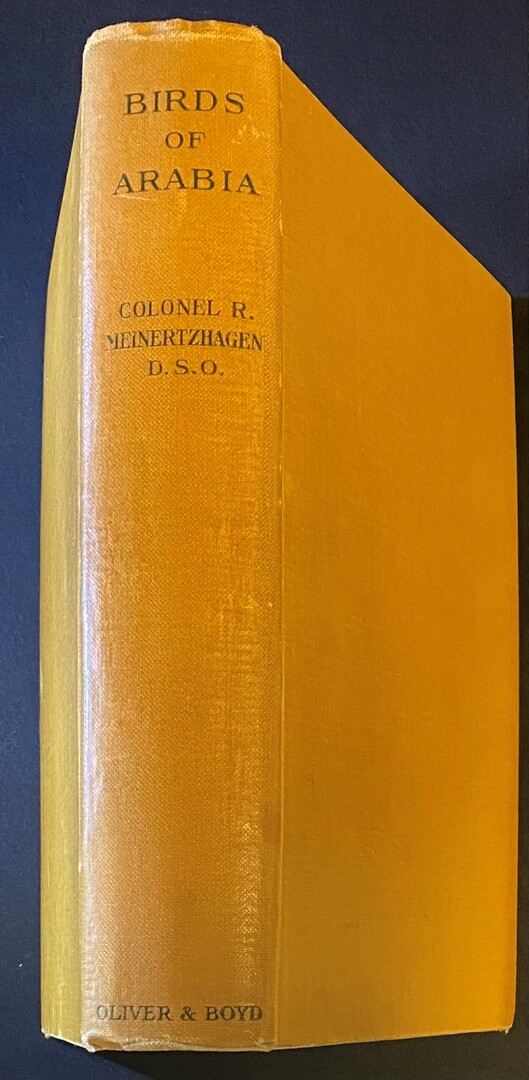 BIRDS
OF
ARABIA
COLONEL R.
MEINERTZHAGEN
D.S.O.
OLIVER & BOYD